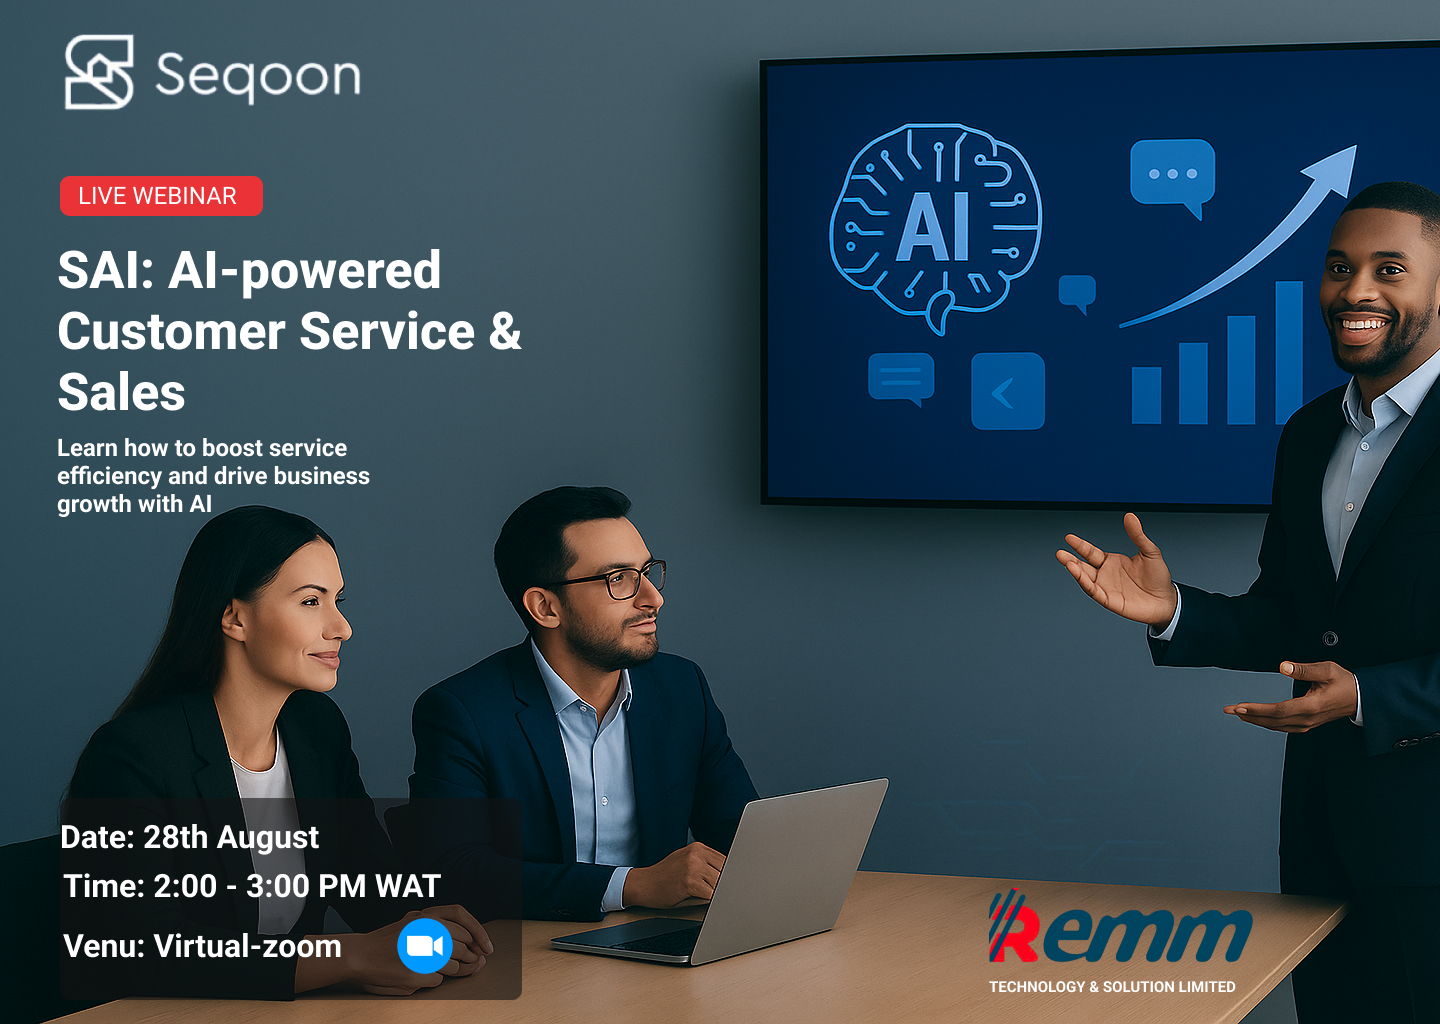 Seqoon
LIVE WEBINAR
SAI: AI-powered
Customer Service &
Sales
Learn how to boost service
efficiency and drive business
growth with AI
AI
Date: 28th August
Time: 2:00 - 3:00 PM WAT
Venu: Virtual-zoom
Remm
TECHNOLOGY & SOLUTION LIMITED